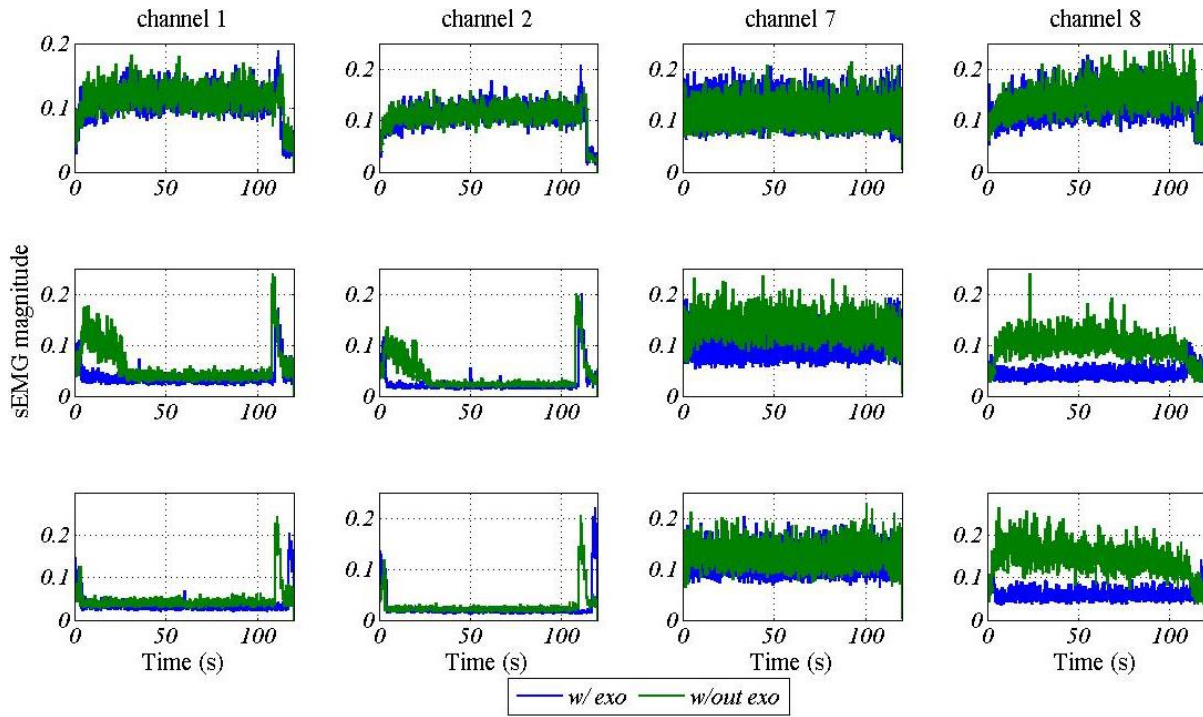 channel 1 channel 2 channel 7 channel 8
0.2 0.2 0.2 0.2
0.1 0.1 0.1 0.1
0 0 0 0
0 50 100 0 50 100 0 50 100 0 50 100
sEMG magnitude
0.2 0.2 0.2 0.2
0.1 0.1 0.1 0.1
0 0 0 0
0 50 100 0 50 100 0 50 100 0 50 100
0.2 0.2 0.2 0.2
0.1 0.1 0.1 0.1
0 0 0 0
0 50 100 0 50 100 0 50 100 0 50 100
Time (s) Time (s) Time (s) Time (s)
w/ exo w/out exo